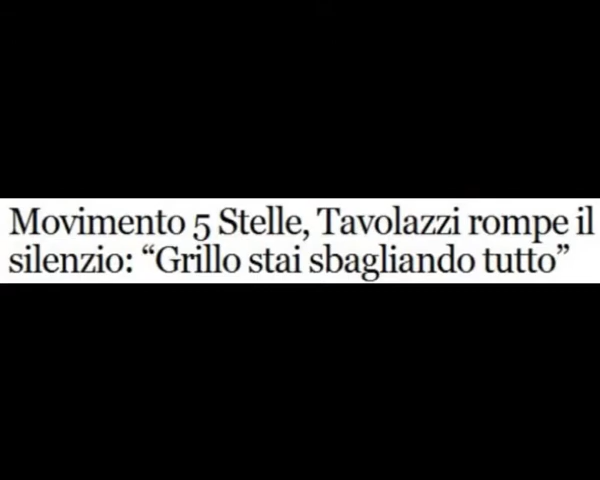 Movimento 5 Stelle, Tavolazzi rompe il
silenzio: “Grillo stai sbagliando tutto”